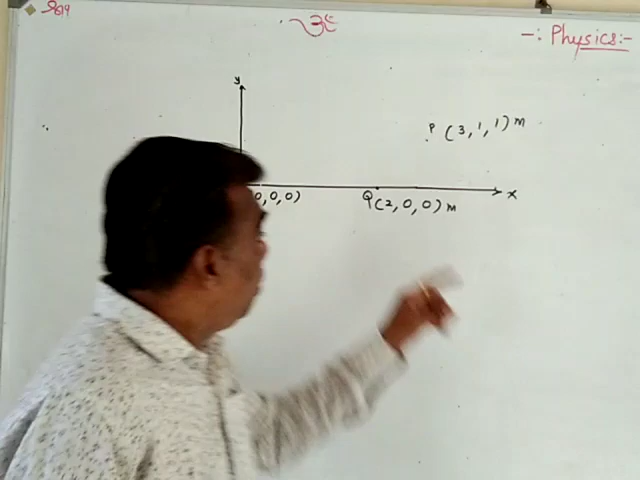 ॐ
-: Physics:-
y
P (3, 1, 1) m
x
0, 0, 0)
Q (2, 0, 0) m